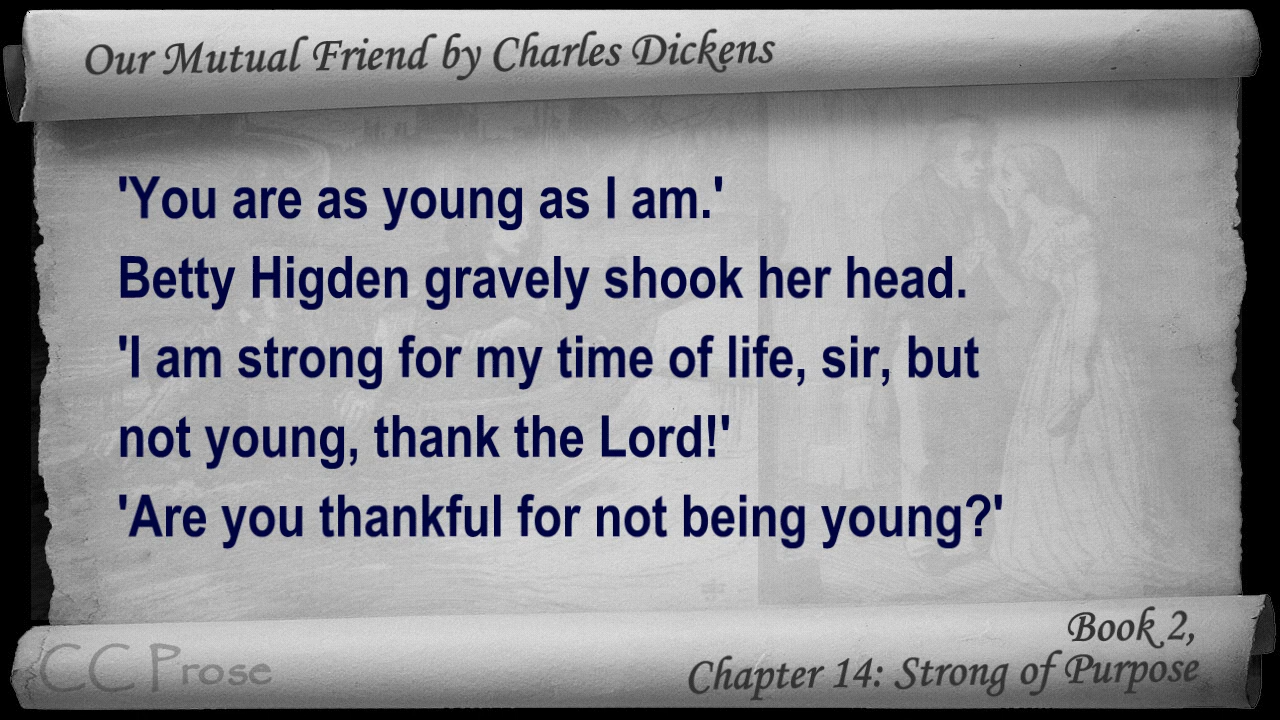 Our Mutual Friend by Charles Dickens
'You are as young as I am.'
Betty Higden gravely shook her head.
'I am strong for my time of life, sir, but
not young, thank the Lord!'
'Are you thankful for not being young?'
Book 2,
CC Prose
Chapter 14: Strong of Purpose